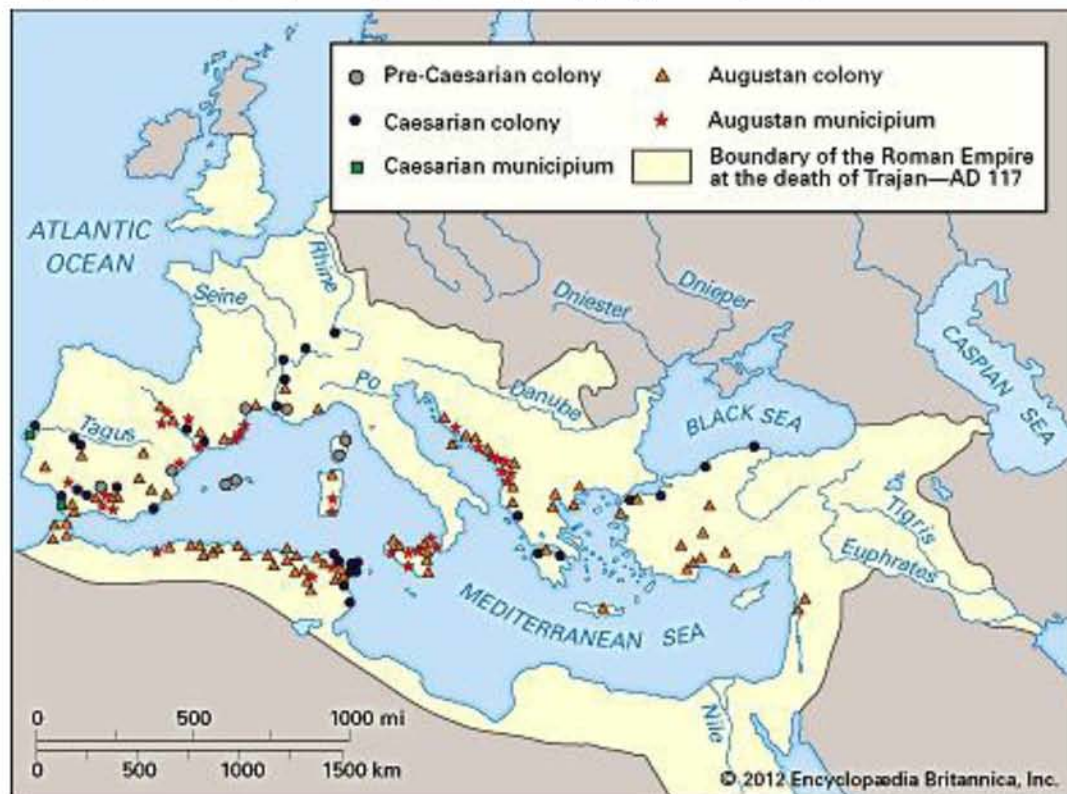 Pre-Caesarian colony
Caesarian colony
Caesarian municipium
Augustan colony
Augustan municipium
Boundary of the Roman Empire
at the death of Trajan—AD 117
ATLANTIC
OCEAN
Rhine
Seine
Dniester
Dnieper
CASPIAN SEA
Po
Danube
BLACK SEA
Tagus
Tigris
Euphrates
MEDITERRANEAN SEA
Nile
0 500 1000 mi
0 500 1000 1500 km
© 2012 Encyclopædia Britannica, Inc.